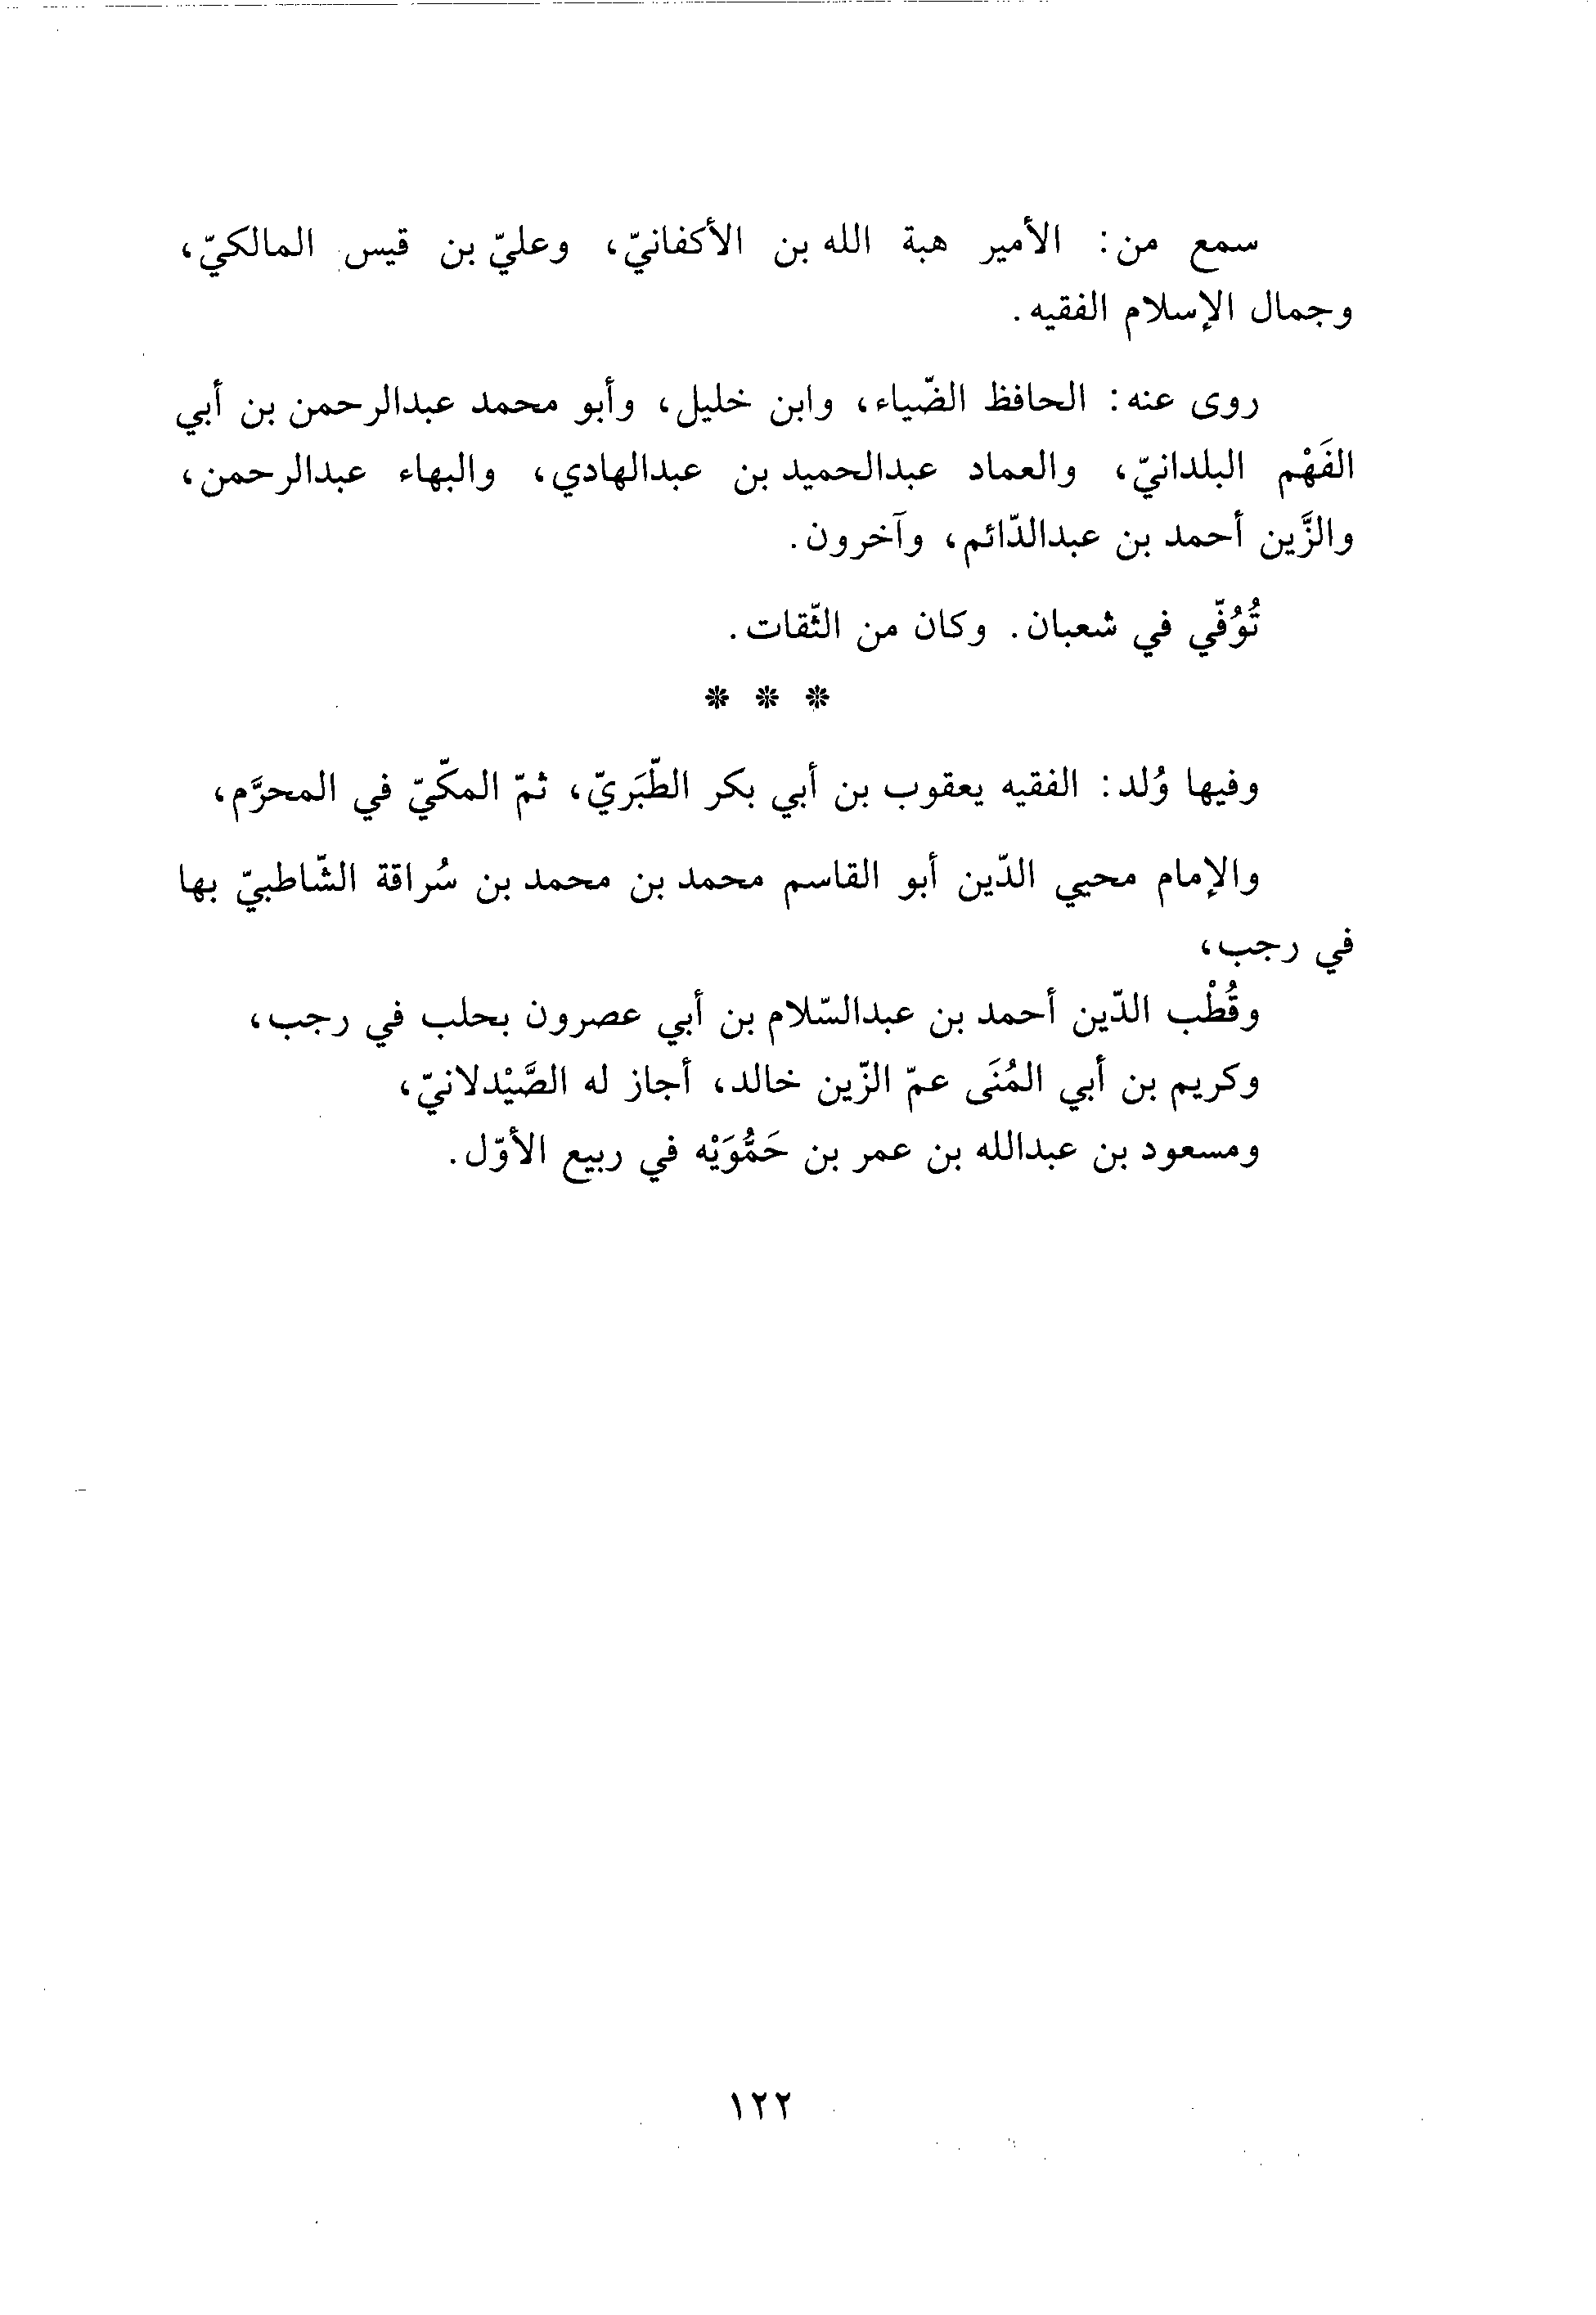 سمع من: الأمير هبة الله بن الأكفانيّ، وعليّ بن قيس المالكيّ،
وجمال الإسلام الفقيه.
روى عنه: الحافظ الضّياء، وابن خليل، وأبو محمد عبدالرحمن بن أبي
الفَهْم البلدانيّ، والعماد عبدالحميد بن عبدالهادي، والبهاء عبدالرحمن،
والزَّين أحمد بن عبدالدّائم، وآخرون.
تُوُفّي في شعبان. وكان من الثّقات.
* * *
وفيها وُلد: الفقيه يعقوب بن أبي بكر الطّبَريّ، ثمّ المكّيّ في المحرَّم،
والإمام محيي الدّين أبو القاسم محمد بن محمد بن سُراقة الشّاطبيّ بها
في رجب،
وقُطْب الدّين أحمد بن عبدالسّلام بن أبي عصرون بحلب في رجب،
وكريم بن أبي المُنَى عمّ الزّين خالد، أجاز له الصَّيْدلانيّ،
ومسعود بن عبدالله بن عمر بن حَمُّوَيْه في ربيع الأوّل.
١٢٢